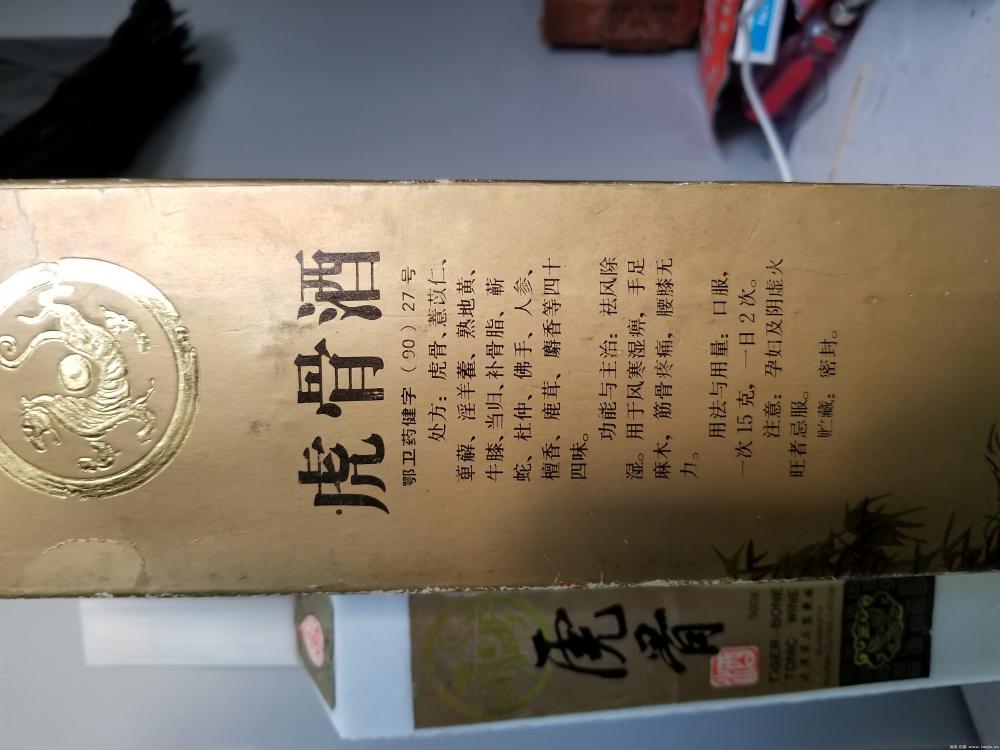 虎骨酒
鄂卫药健字（90）27号
处方：虎骨、薏苡仁、
萆薢、淫羊藿、熟地黄、
牛膝、当归、补骨脂、蕲
蛇、杜仲、佛手、人参、
檀香、鹿茸、麝香等四十
四味。
功能与主治：祛风除
湿。用于风寒湿痹，手足
麻木，筋骨疼痛，腰膝无
力。
用法与用量：口服，
一次15克，一日2次。
注意：孕妇及阴虚火
旺者忌服。
贮藏：密封。
虎骨
酒
500g
TIGER-BONE
TONIC WINE